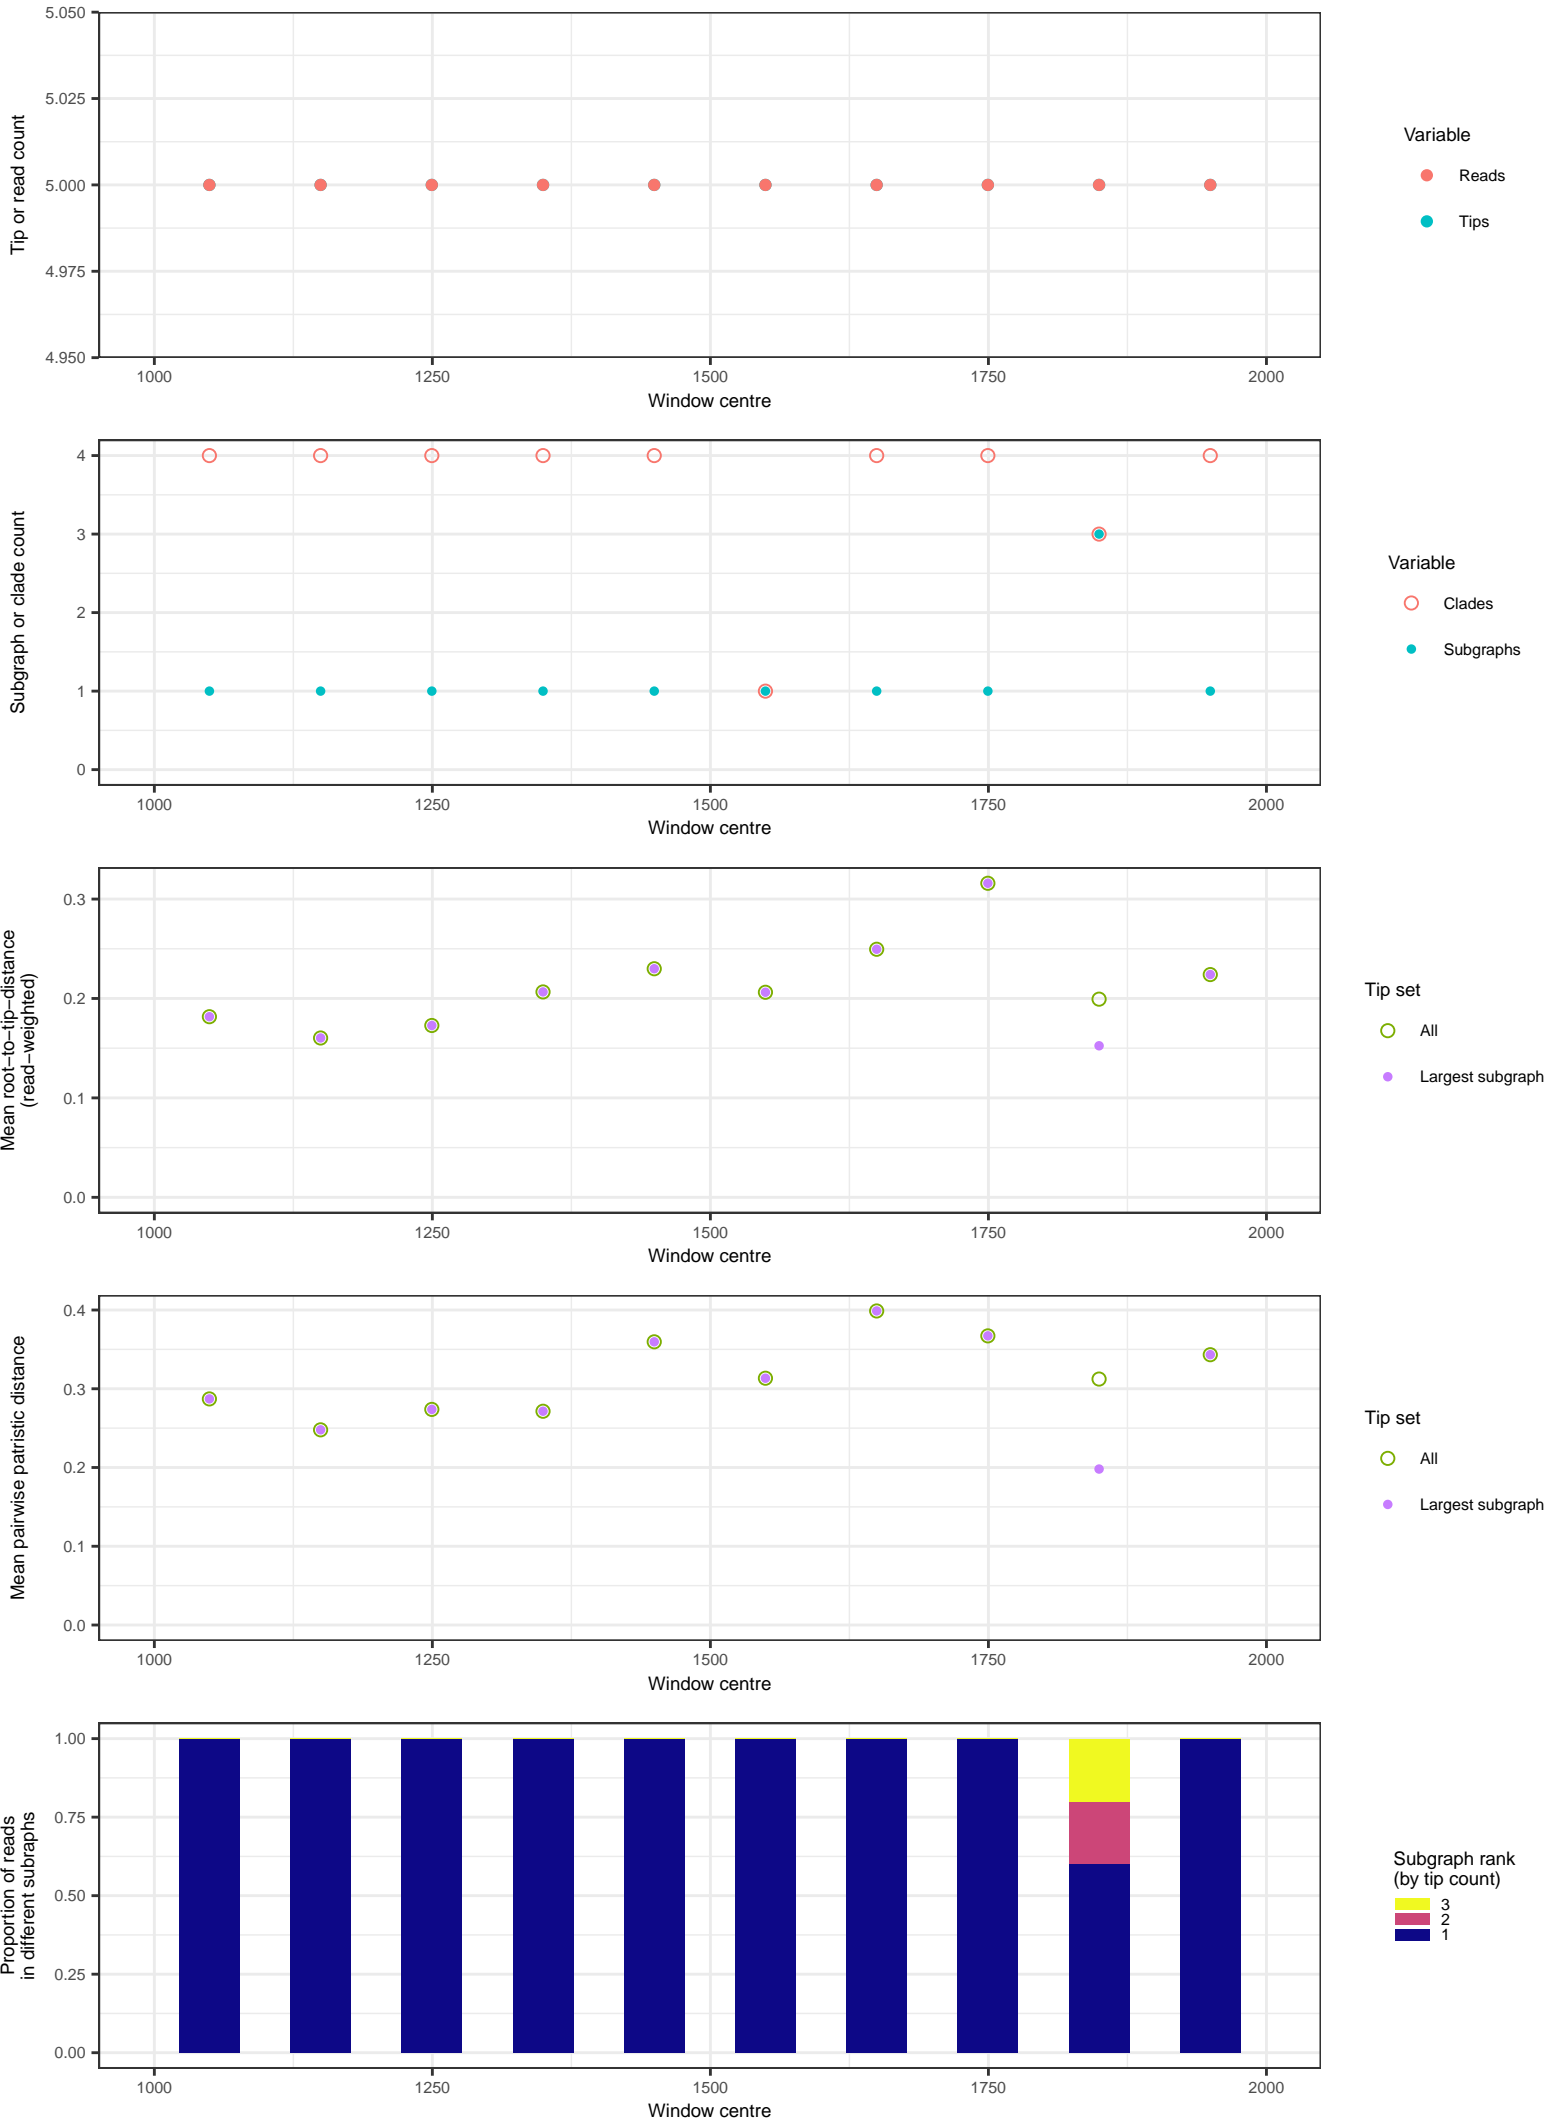 5.050
5.025
5.000
4.975
4.950
Tip or read count
1000 1250 1500 1750 2000
Window centre
Variable
Reads
Tips
4
3
2
1
0
Subgraph or clade count
1000 1250 1500 1750 2000
Window centre
Variable
Clades
Subgraphs
0.3
0.2
0.1
0.0
Mean root−to−tip−distance
(read−weighted)
1000 1250 1500 1750 2000
Window centre
Tip set
All
Largest subgraph
0.4
0.3
0.2
0.1
0.0
Mean pairwise patristic distance
1000 1250 1500 1750 2000
Window centre
Tip set
All
Largest subgraph
1.00
0.75
0.50
0.25
0.00
Proportion of reads
in different subraphs
1000 1250 1500 1750 2000
Window centre
Subgraph rank
(by tip count)
3
2
1